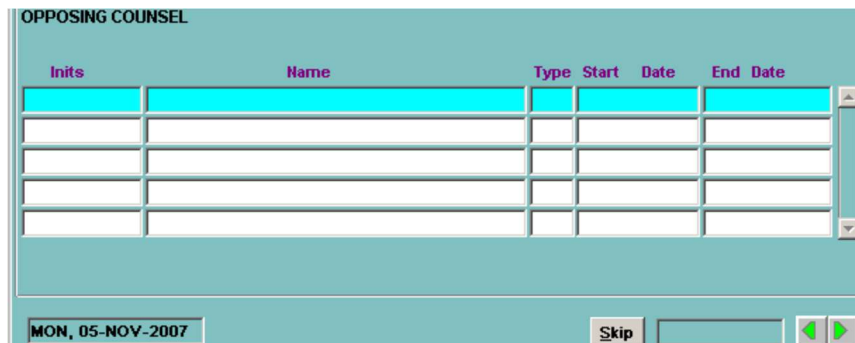 OPPOSING COUNSEL
Inits Name Type Start Date End Date
MON, 05-NOV-2007 Skip